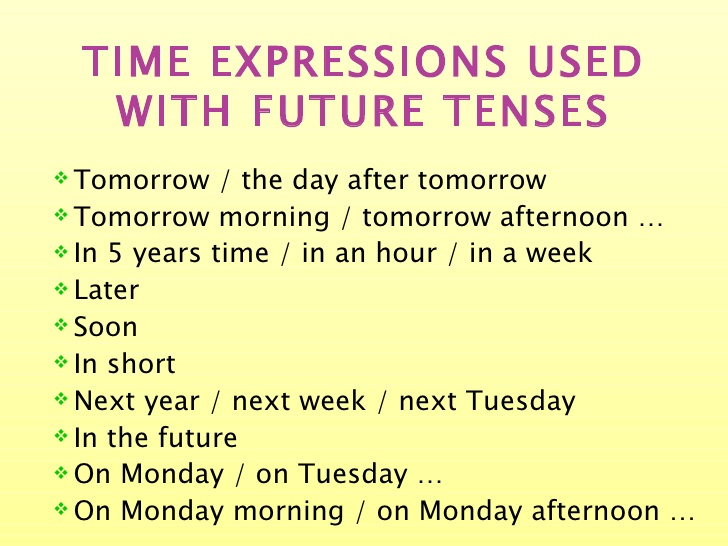 TIME EXPRESSIONS USED
WITH FUTURE TENSES
Tomorrow / the day after tomorrow
Tomorrow morning / tomorrow afternoon …
In 5 years time / in an hour / in a week
Later
Soon
In short
Next year / next week / next Tuesday
In the future
On Monday / on Tuesday …
On Monday morning / on Monday afternoon …